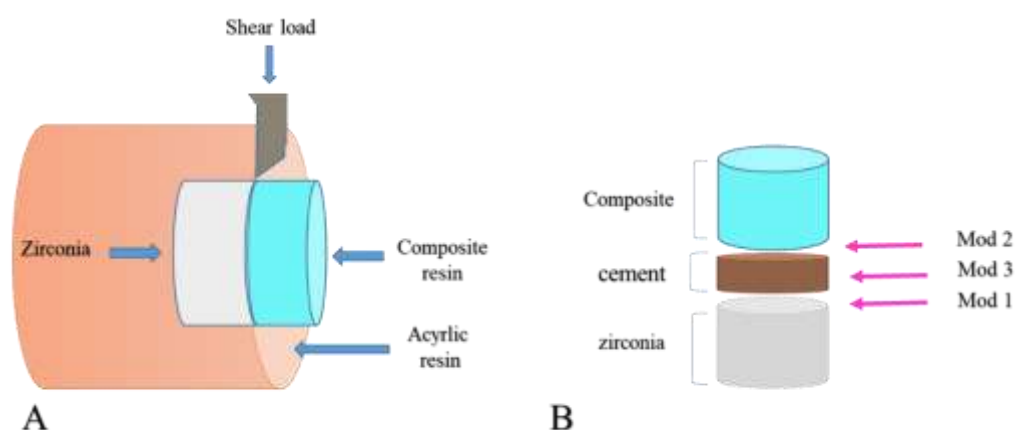 Shear load
Zirconia
Composite
resin
Acyrlic
resin
A
Composite
cement
zirconia
Mod 2
Mod 3
Mod 1
B